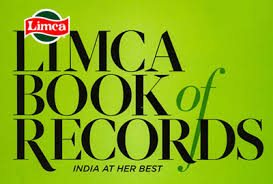 Limca
LIMCA
BOOK of
RECORDS
INDIA AT HER BEST